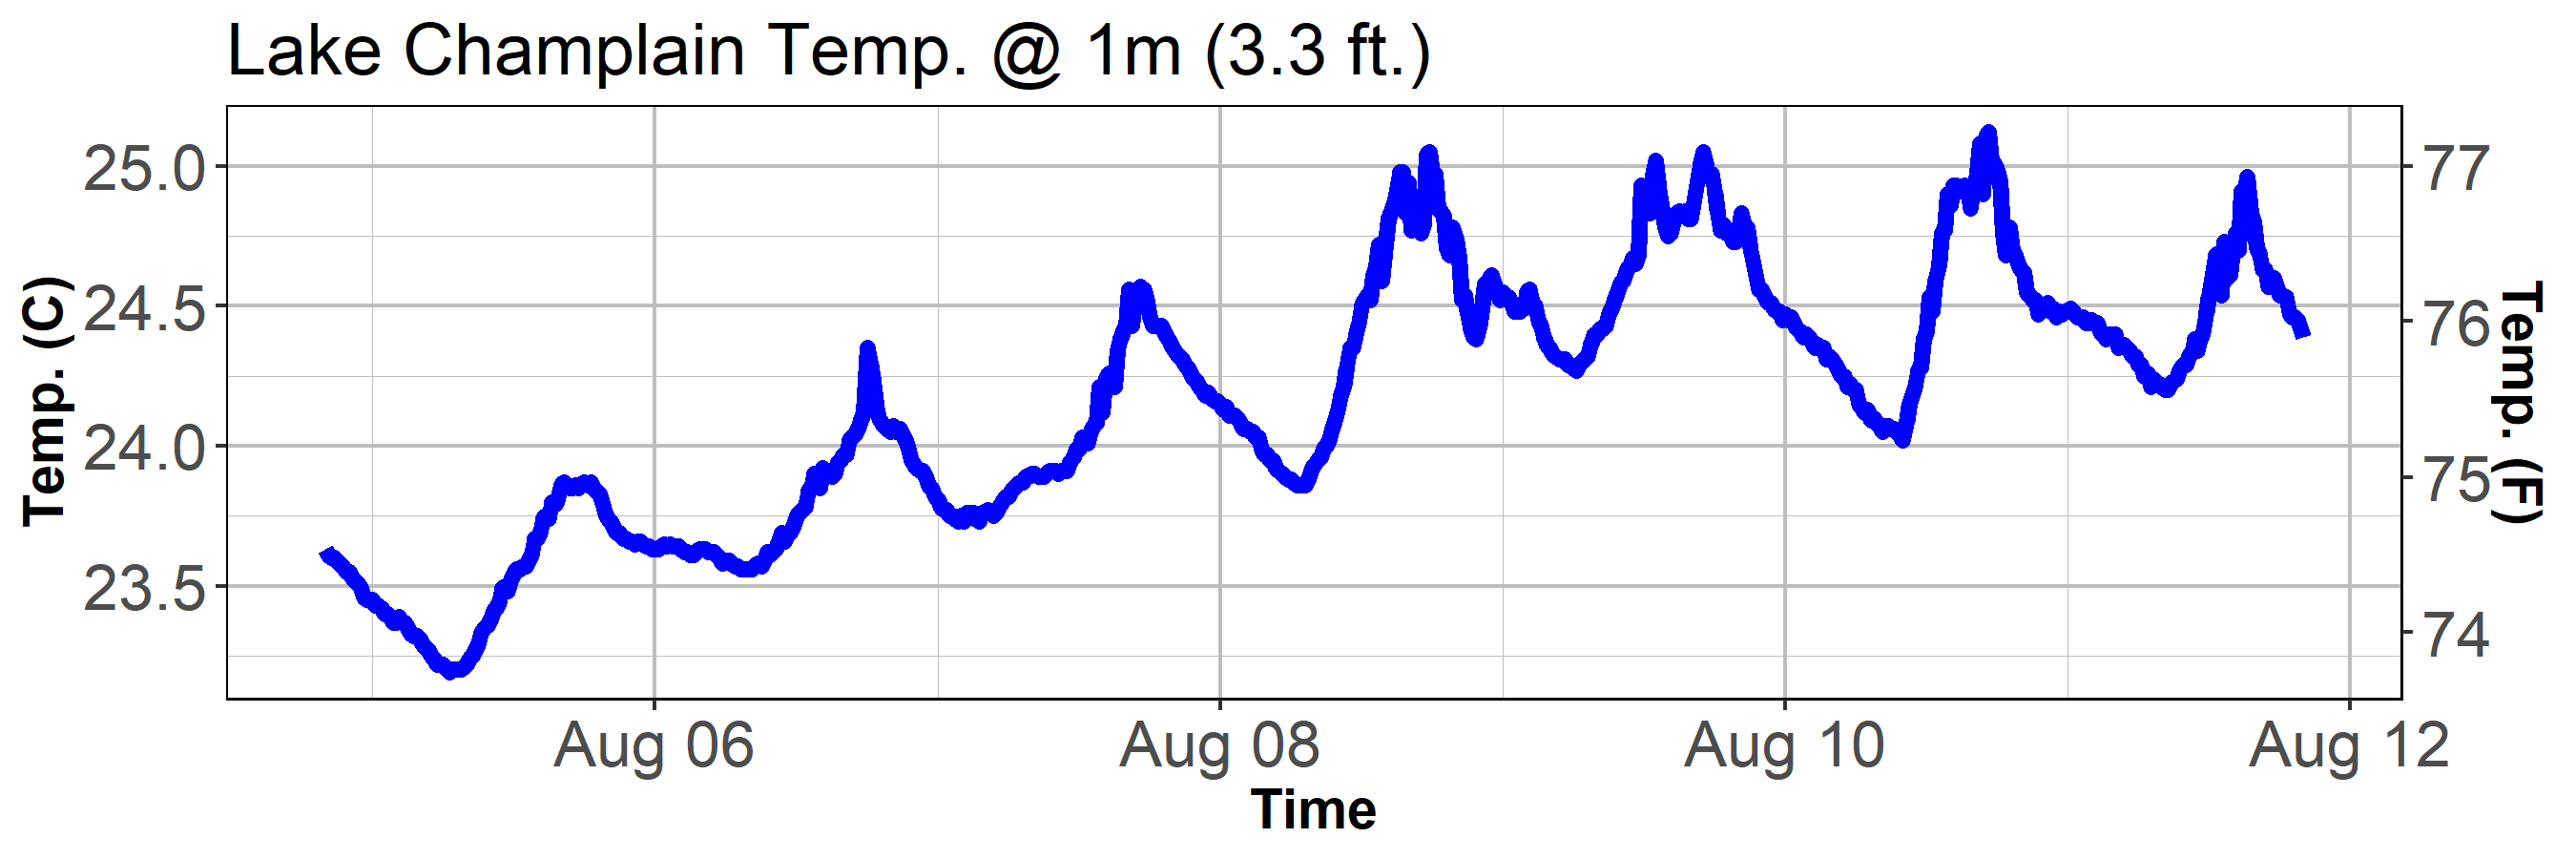 Lake Champlain Temp. @ 1m (3.3 ft.)
Temp. (C)
25.0
24.5
24.0
23.5
77
76
75
74
Temp. (F)
Aug 06
Aug 08
Aug 10
Aug 12
Time